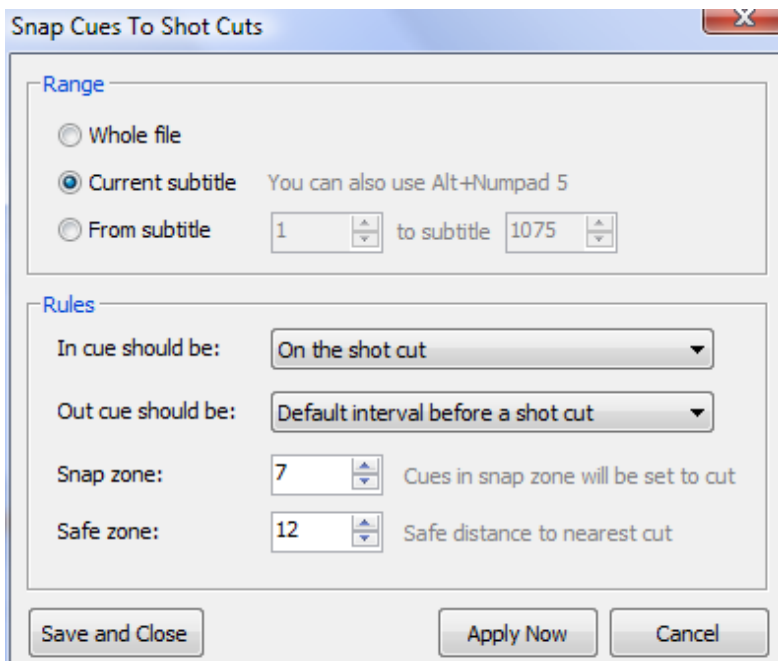 Snap Cues To Shot Cuts
Range
Whole file
Current subtitle You can also use Alt+Numpad 5
From subtitle 1 to subtitle 1075
Rules
In cue should be: On the shot cut
Out cue should be: Default interval before a shot cut
Snap zone: 7 Cues in snap zone will be set to cut
Safe zone: 12 Safe distance to nearest cut
Save and Close Apply Now Cancel